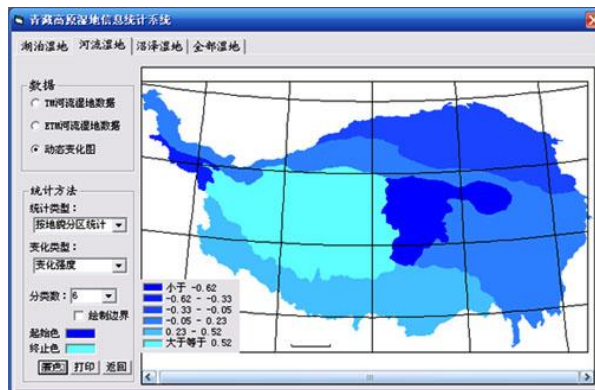 青藏高原湿地信息统计系统
湖泊湿地 河流湿地 沼泽湿地 全部湿地
数据
TM河流湿地数据
ETM河流湿地数据
动态变化图
统计方法
统计类型：
按地貌分区统计
变化类型：
变化强度
分类数：6
绘制边界
起始色
终止色
着色 打印 返回
小于 -0.62
-0.62 - -0.33
-0.33 - -0.05
-0.05 - 0.23
0.23 - 0.52
大于等于 0.52